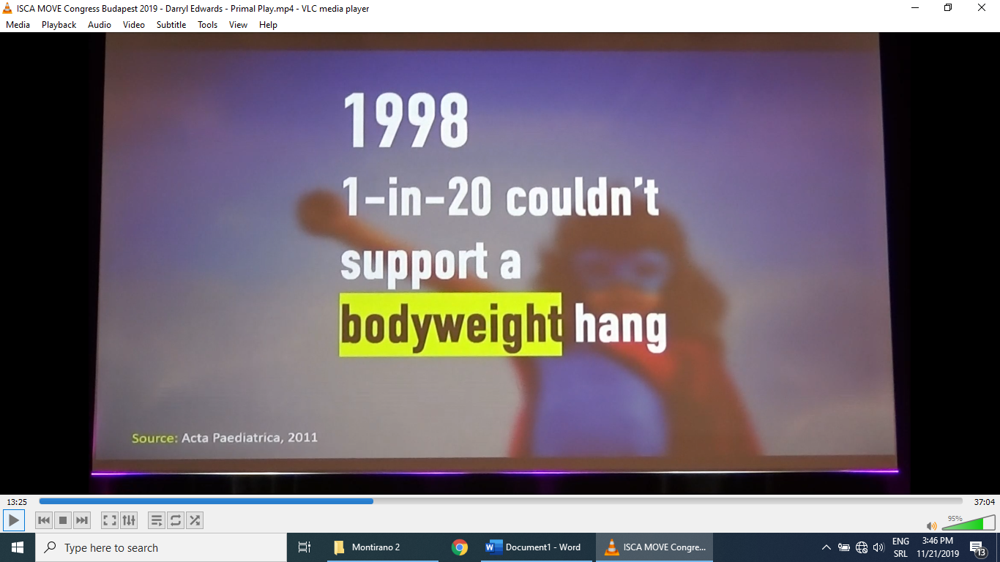 ISCA MOVE Congress Budapest 2019 - Darryl Edwards - Primal Play.mp4 - VLC media player
Media Playback Audio Video Subtitle Tools View Help
1998
1-in-20 couldn't
support a
bodyweight hang
Source: Acta Paediatrica, 2011
13:25
37:04
95%
Type here to search
Montirano 2
Document1 - Word
ISCA MOVE Congre...
ENG
SRL
3:46 PM
11/21/2019
13